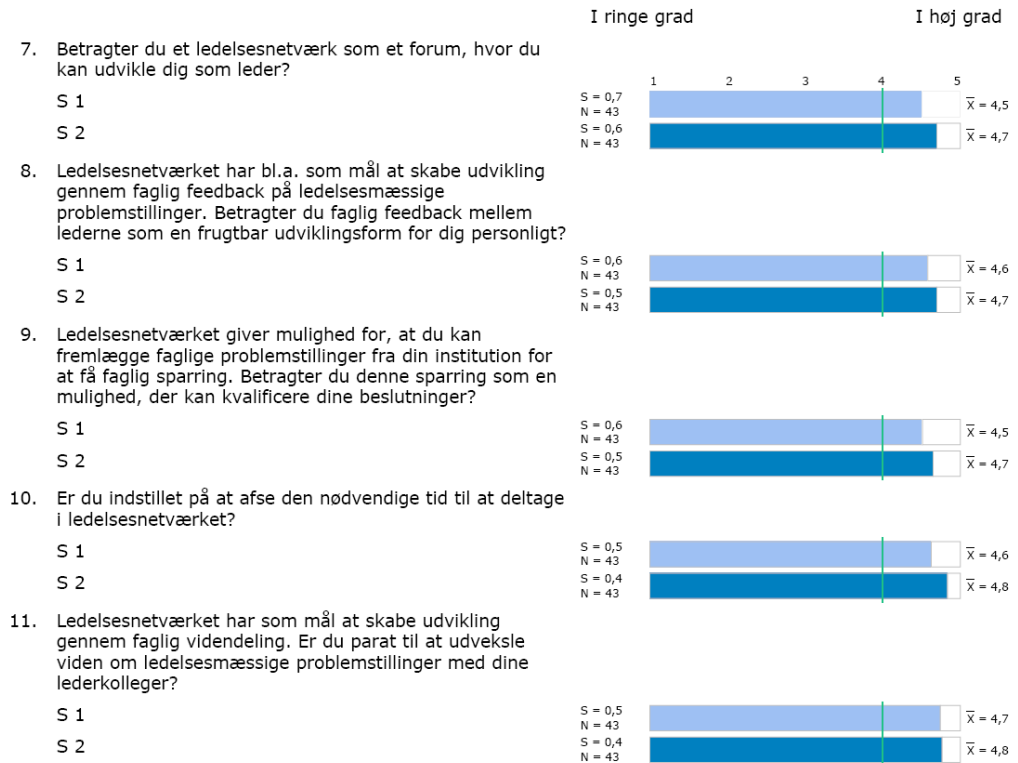 I ringe grad I høj grad
7. Betragter du et ledelsesnetværk som et forum, hvor du
kan udvikle dig som leder?
1 2 3 4 5
S 1 S = 0,7 N = 43 x̅ = 4,5
S 2 S = 0,6 N = 43 x̅ = 4,7
8. Ledelsesnetværket har bl.a. som mål at skabe udvikling
gennem faglig feedback på ledelsesmæssige
problemstillinger. Betragter du faglig feedback mellem
lederne som en frugtbar udviklingsform for dig personligt?
S 1 S = 0,6 N = 43 x̅ = 4,6
S 2 S = 0,5 N = 43 x̅ = 4,7
9. Ledelsesnetværket giver mulighed for, at du kan
fremlægge faglige problemstillinger fra din institution for
at få faglig sparring. Betragter du denne sparring som en
mulighed, der kan kvalificere dine beslutninger?
S 1 S = 0,6 N = 43 x̅ = 4,5
S 2 S = 0,5 N = 43 x̅ = 4,7
10. Er du indstillet på at afse den nødvendige tid til at deltage
i ledelsesnetværket?
S 1 S = 0,5 N = 43 x̅ = 4,6
S 2 S = 0,4 N = 43 x̅ = 4,8
11. Ledelsesnetværket har som mål at skabe udvikling
gennem faglig videndeling. Er du parat til at udveksle
viden om ledelsesmæssige problemstillinger med dine
lederkolleger?
S 1 S = 0,5 N = 43 x̅ = 4,7
S 2 S = 0,4 N = 43 x̅ = 4,8